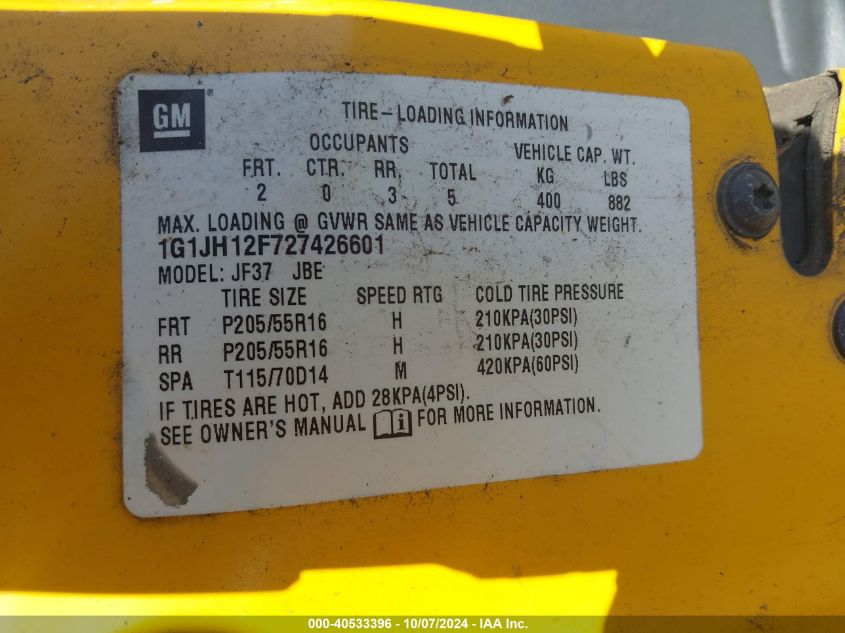 GM ®
TIRE-LOADING INFORMATION
OCCUPANTS VEHICLE CAP. WT.
FRT. CTR. RR. TOTAL KG LBS
2 0 3 5 400 882
MAX. LOADING @ GVWR SAME AS VEHICLE CAPACITY WEIGHT.
1G1JH12F727426601
MODEL: JF37 JBE
TIRE SIZE SPEED RTG COLD TIRE PRESSURE
FRT P205/55R16 H 210KPA(30PSI)
RR P205/55R16 H 210KPA(30PSI)
SPA T115/70D14 M 420KPA(60PSI)
IF TIRES ARE HOT, ADD 28KPA(4PSI).
SEE OWNER'S MANUAL i FOR MORE INFORMATION.
000-40533396 - 10/07/2024 - IAA Inc.